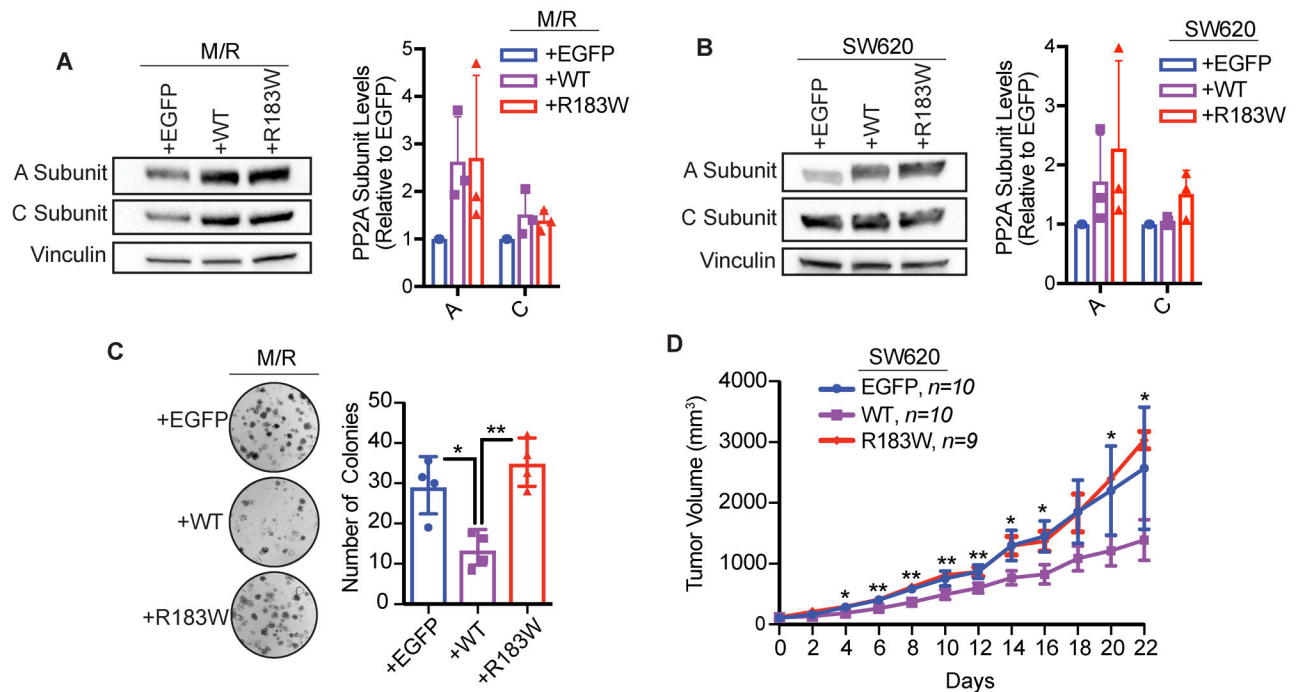 A
M/R
+EGFP
+WT
+R183W
A Subunit
C Subunit
Vinculin
M/R
+EGFP
+WT
+R183W
PP2A Subunit Levels
(Relative to EGFP)
5
4
3
2
1
0
A
C
B
SW620
+EGFP
+WT
+R183W
A Subunit
C Subunit
Vinculin
SW620
+EGFP
+WT
+R183W
PP2A Subunit Levels
(Relative to EGFP)
4
3
2
1
0
A
C
C
M/R
+EGFP
+WT
+R183W
Number of Colonies
50
40
30
20
10
0
*
**
+EGFP
+WT
+R183W
D
SW620
EGFP, n=10
WT, n=10
R183W, n=9
Tumor Volume (mm³)
4000
3000
2000
1000
0
* ** ** ** ** * * * *
0 2 4 6 8 10 12 14 16 18 20 22
Days